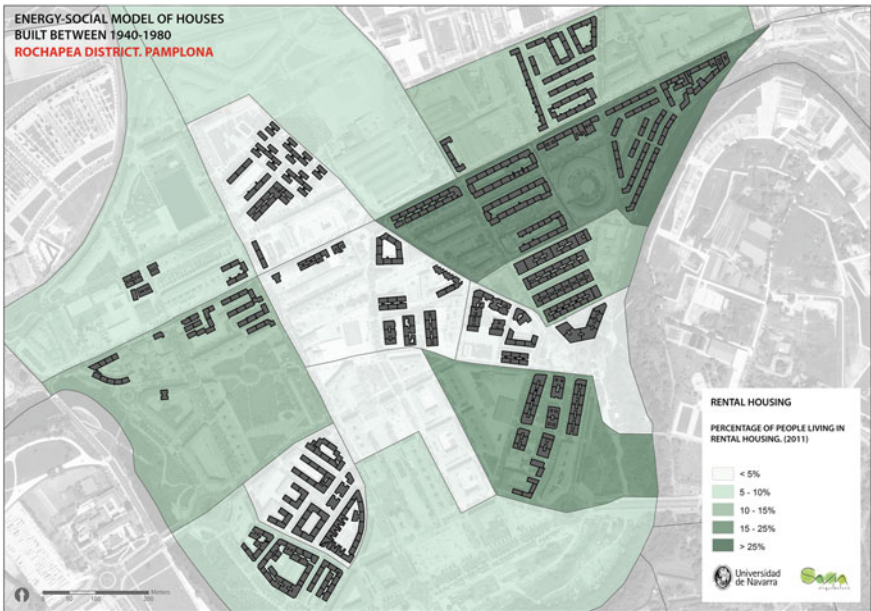 ENERGY-SOCIAL MODEL OF HOUSES
BUILT BETWEEN 1940-1980
ROCHAPEA DISTRICT. PAMPLONA
RENTAL HOUSING
PERCENTAGE OF PEOPLE LIVING IN
RENTAL HOUSING. (2011)
< 5%
5 - 10%
10 - 15%
15 - 25%
> 25%
Universidad
de Navarra
Meters